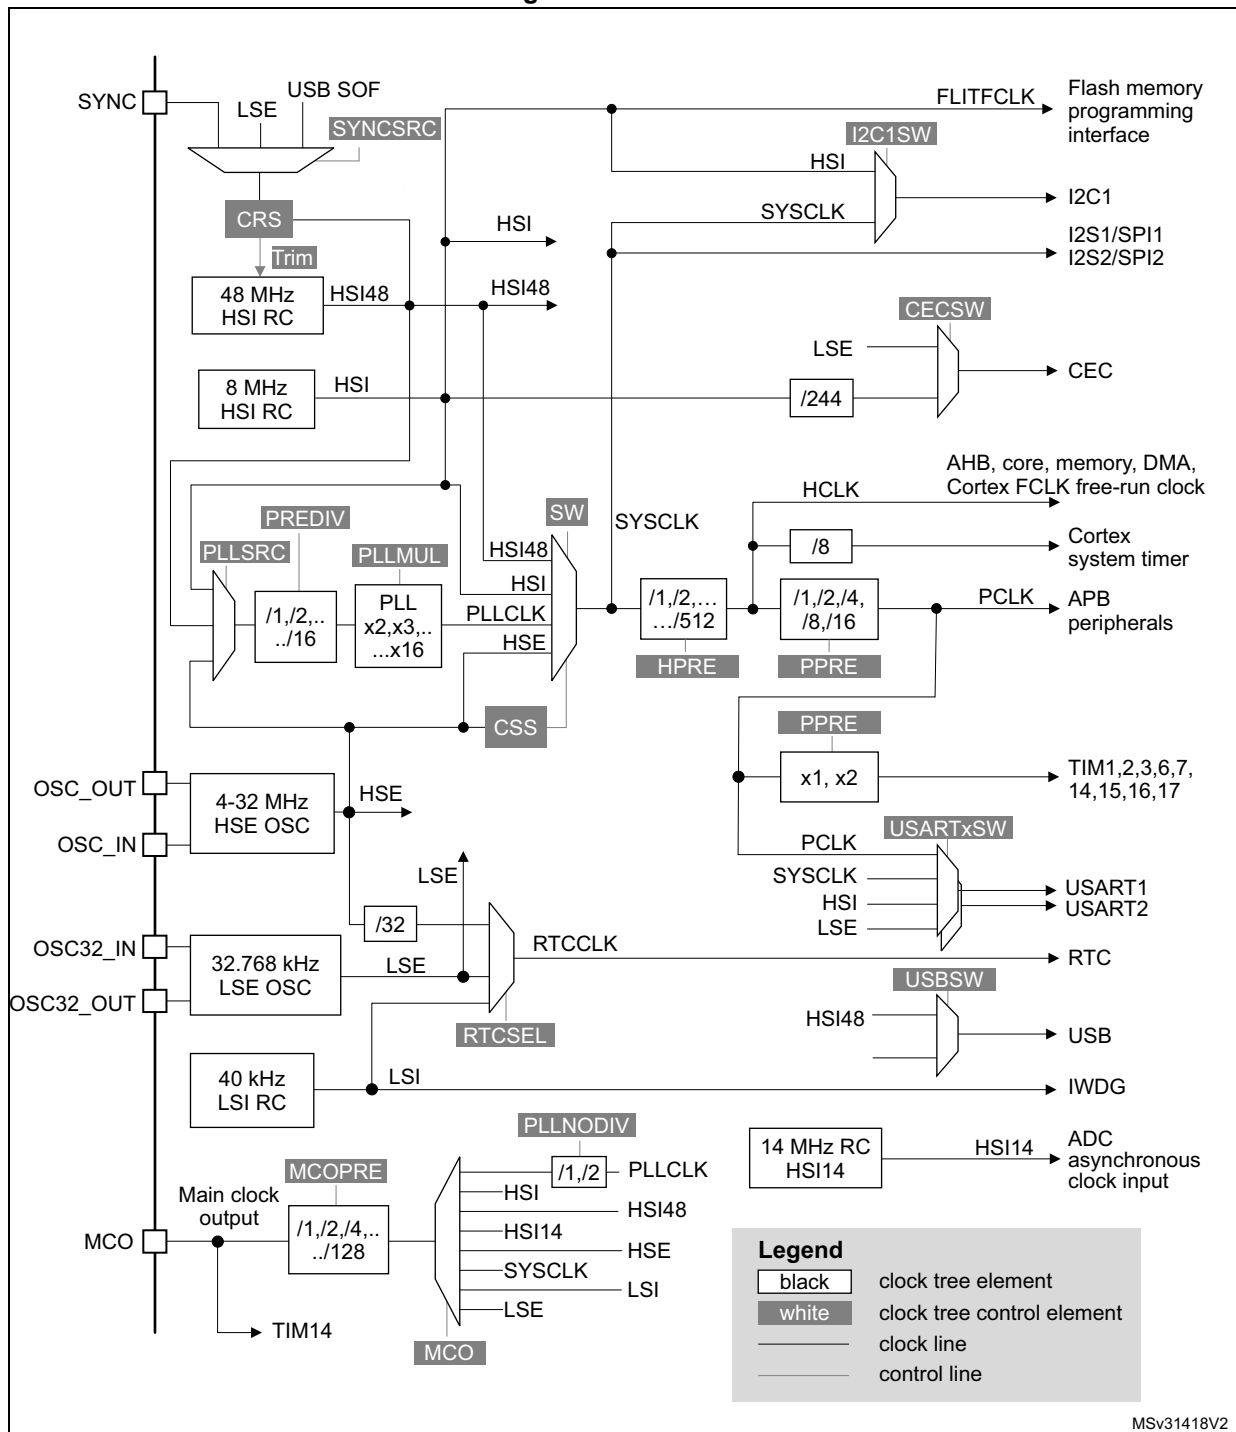 SYNC
LSE
USB SOF
SYNCSRC
CRS
Trim
48 MHz
HSI RC
HSI48
HSI
HSI48
8 MHz
HSI RC
HSI
FLITFCLK
Flash memory
programming
interface
I2C1SW
HSI
SYSCLK
I2C1
I2S1/SPI1
I2S2/SPI2
CECSW
LSE
/244
CEC
AHB, core, memory, DMA,
Cortex FCLK free-run clock
HCLK
/8
Cortex
system timer
PLLSRC
PREDIV
/1,/2,..
../16
PLLMUL
PLL
x2,x3,..
...x16
SW
HSI48
HSI
PLLCLK
HSE
SYSCLK
/1,/2,...
.../512
HPRE
/1,/2,/4,
/8,/16
PPRE
PCLK
APB
peripherals
CSS
PPRE
x1, x2
TIM1,2,3,6,7,
14,15,16,17
OSC_OUT
OSC_IN
4-32 MHz
HSE OSC
HSE
USARTxSW
PCLK
SYSCLK
HSI
LSE
USART1
USART2
LSE
/32
OSC32_IN
OSC32_OUT
32.768 kHz
LSE OSC
LSE
RTCCLK
RTC
RTCSEL
USBSW
HSI48
USB
40 kHz
LSI RC
LSI
IWDG
PLLNODIV
/1,/2
PLLCLK
14 MHz RC
HSI14
HSI14
ADC
asynchronous
clock input
MCOPRE
Main clock
output
/1,/2,/4,..
../128
MCO
HSI
HSI48
HSI14
HSE
SYSCLK
LSI
LSE
TIM14
MCO
Legend
black
clock tree element
white
clock tree control element
clock line
control line
MSv31418V2